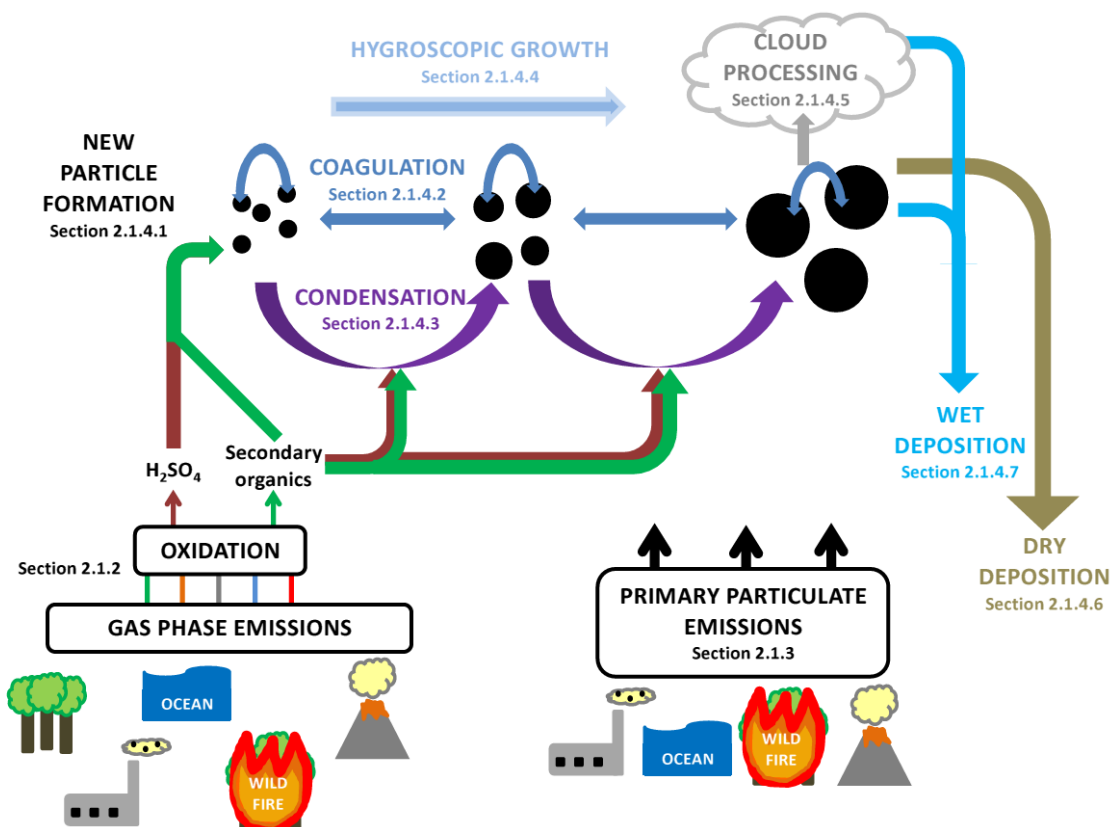 HYGROSCOPIC GROWTH
Section 2.1.4.4
CLOUD
PROCESSING
Section 2.1.4.5
NEW
PARTICLE
FORMATION
Section 2.1.4.1
COAGULATION
Section 2.1.4.2
CONDENSATION
Section 2.1.4.3
WET
DEPOSITION
Section 2.1.4.7
H₂SO₄
Secondary
organics
OXIDATION
Section 2.1.2
GAS PHASE EMISSIONS
OCEAN
WILD
FIRE
PRIMARY PARTICULATE
EMISSIONS
Section 2.1.3
OCEAN
WILD
FIRE
DRY
DEPOSITION
Section 2.1.4.6